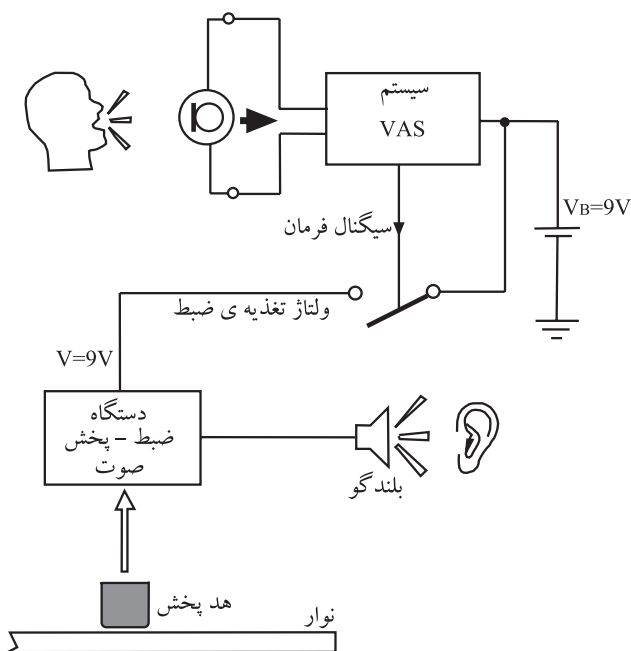 سیستم
VAS
VB=9V
سیگنال فرمان
ولتاژ تغذیه ی ضبط
V=9V
دستگاه
ضبط – پخش
صوت
بلندگو
هد پخش
نوار